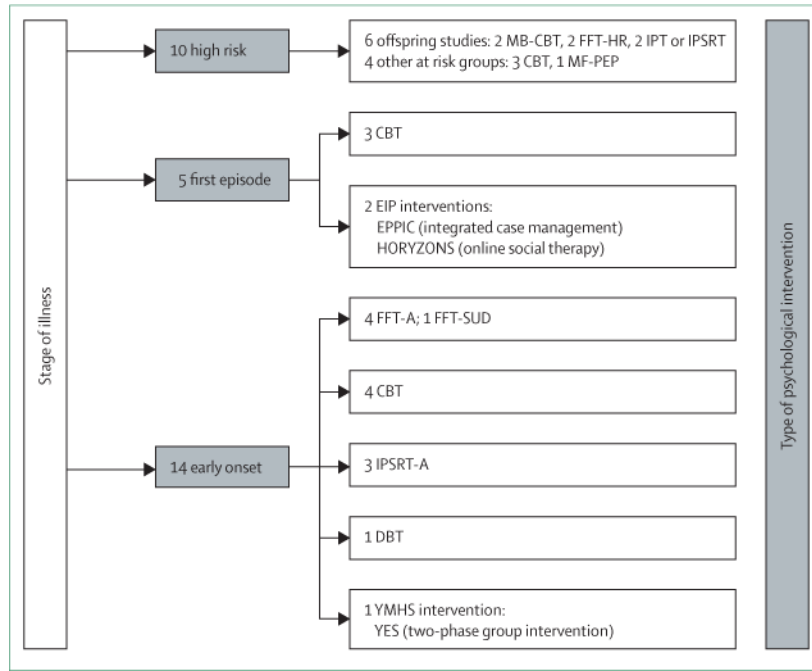 Stage of illness
10 high risk
6 offspring studies: 2 MB-CBT, 2 FFT-HR, 2 IPT or IPSRT
4 other at risk groups: 3 CBT, 1 MF-PEP
5 first episode
3 CBT
2 EIP interventions:
EPPIC (integrated case management)
HORYZONS (online social therapy)
14 early onset
4 FFT-A; 1 FFT-SUD
4 CBT
3 IPSRT-A
1 DBT
1 YMHS intervention:
YES (two-phase group intervention)
Type of psychological intervention